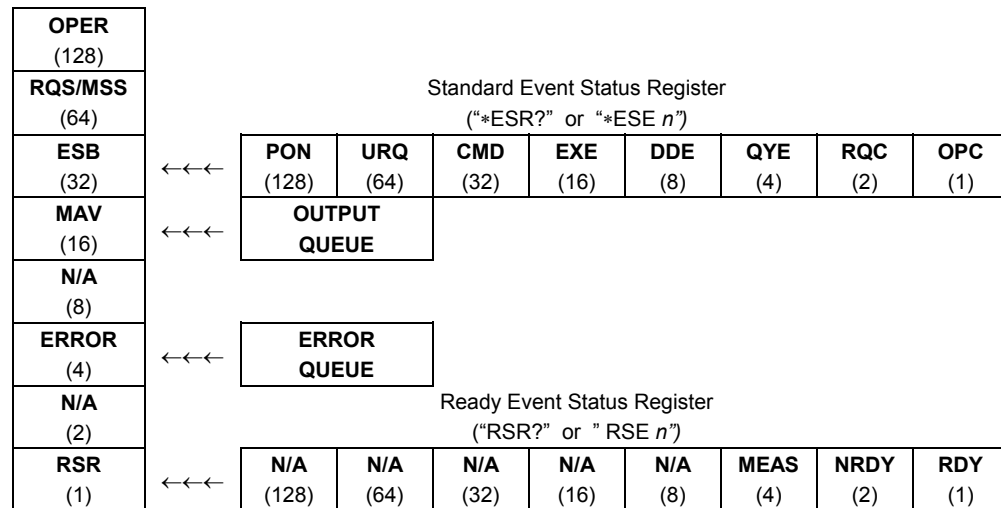 OPER
(128)
RQS/MSS
(64)
Standard Event Status Register
("∗ESR?" or "∗ESE n")
ESB
(32)
←←←
PON URQ CMD EXE DDE QYE RQC OPC
(128) (64) (32) (16) (8) (4) (2) (1)
MAV
(16)
←←←
OUTPUT
QUEUE
N/A
(8)
ERROR
(4)
←←←
ERROR
QUEUE
N/A
(2)
Ready Event Status Register
("RSR?" or " RSE n")
RSR
(1)
←←←
N/A N/A N/A N/A N/A MEAS NRDY RDY
(128) (64) (32) (16) (8) (4) (2) (1)